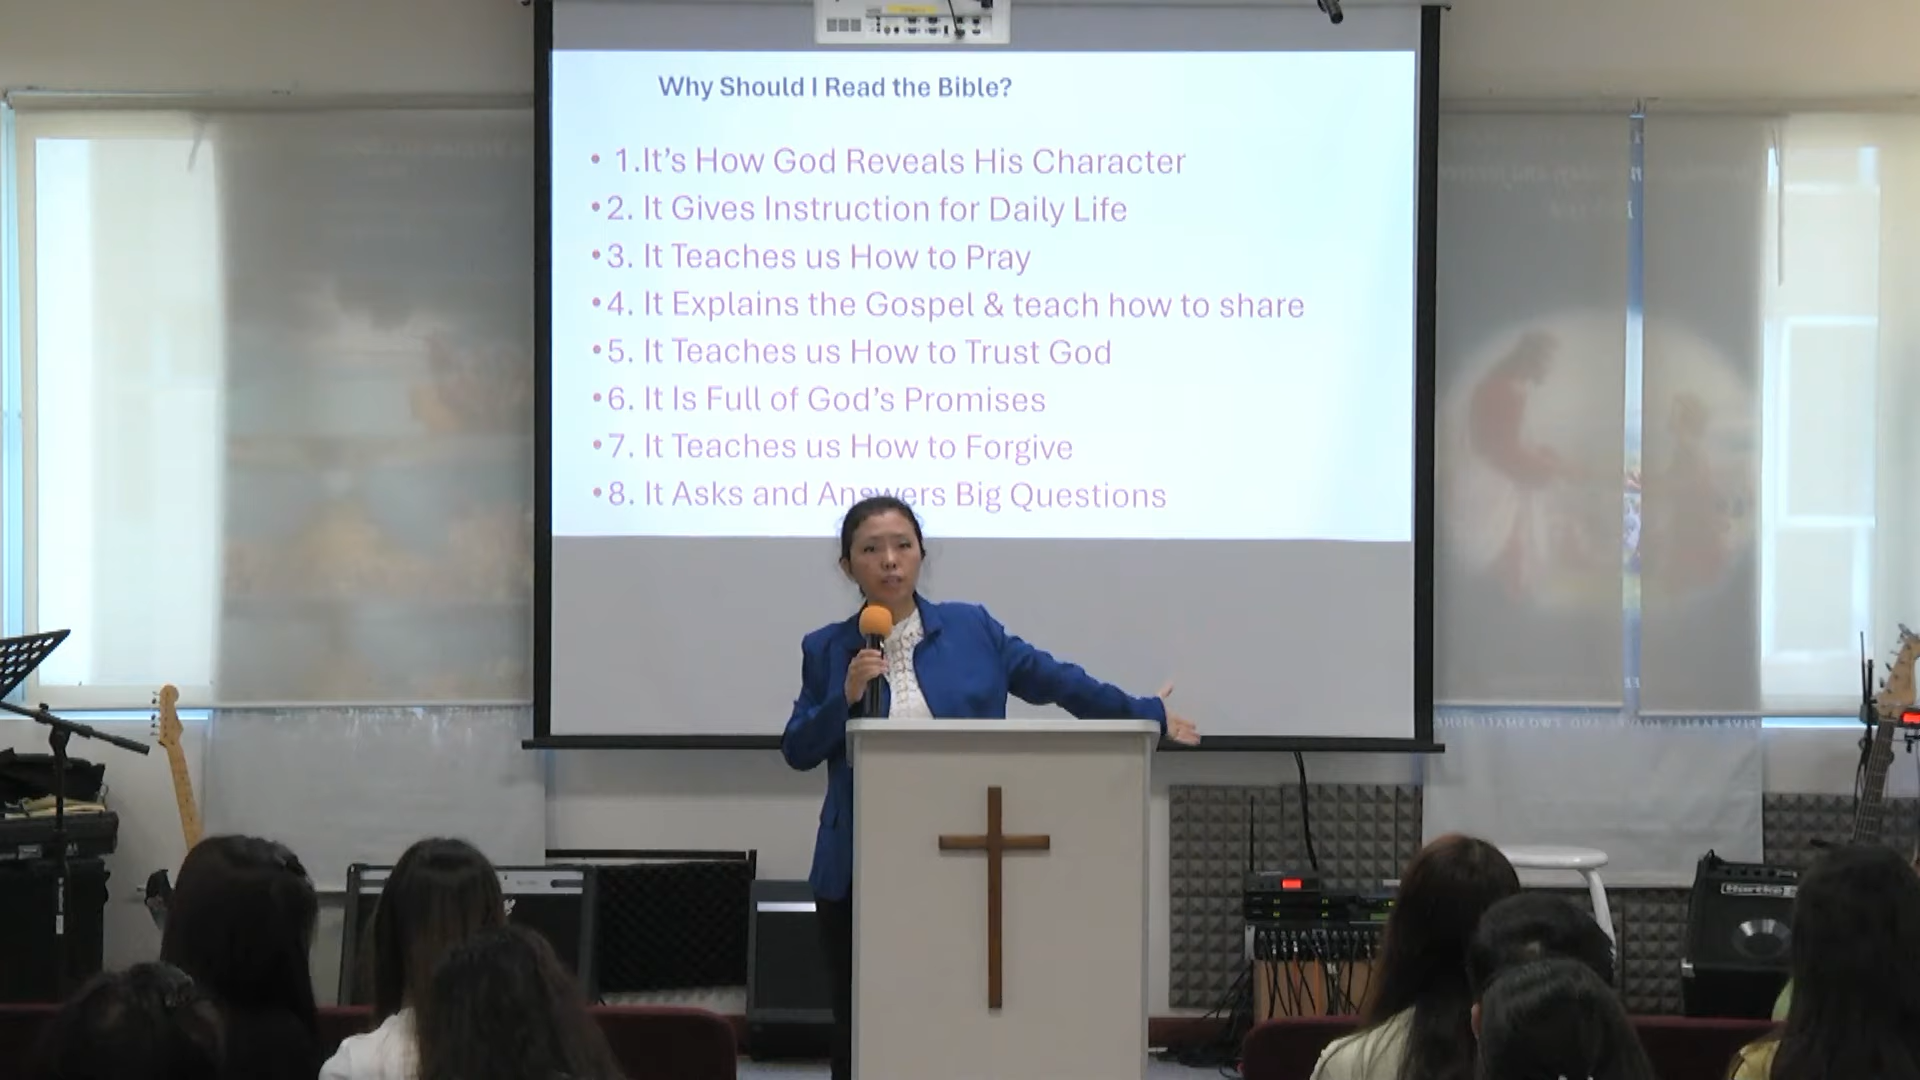 Why Should I Read the Bible?
• 1.It's How God Reveals His Character
• 2. It Gives Instruction for Daily Life
• 3. It Teaches us How to Pray
• 4. It Explains the Gospel & teach how to share
• 5. It Teaches us How to Trust God
• 6. It Is Full of God's Promises
• 7. It Teaches us How to Forgive
• 8. It Asks and Answers Big Questions
Hartke